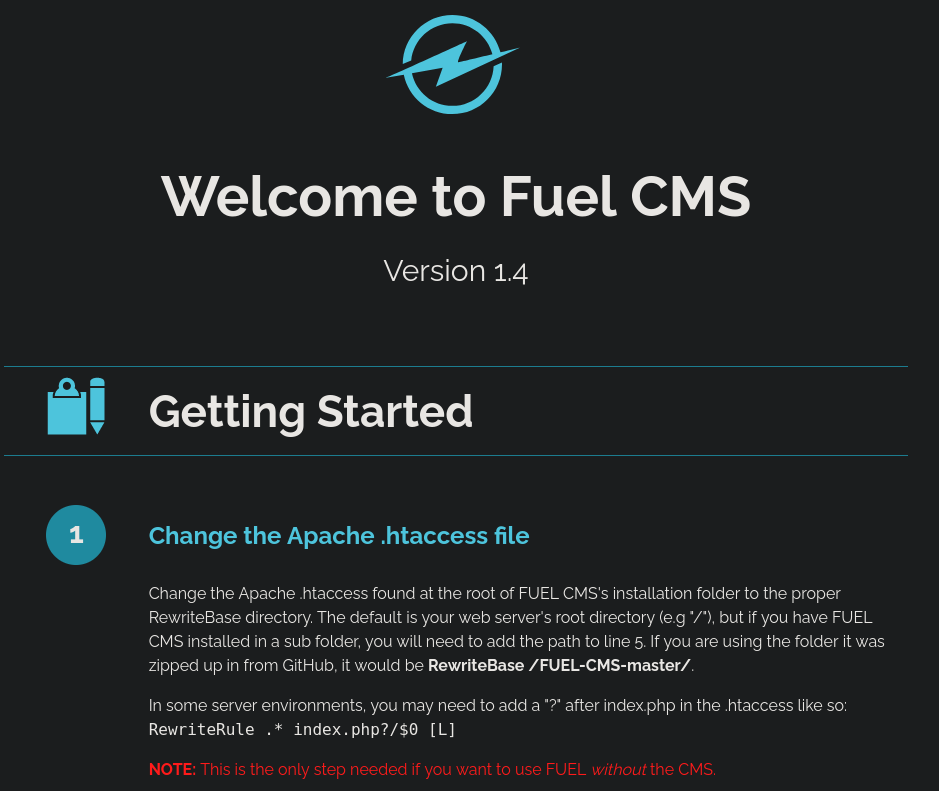 Welcome to Fuel CMS
Version 1.4
Getting Started
1
Change the Apache .htaccess file
Change the Apache .htaccess found at the root of FUEL CMS's installation folder to the proper
RewriteBase directory. The default is your web server's root directory (e.g "/"), but if you have FUEL
CMS installed in a sub folder, you will need to add the path to line 5. If you are using the folder it was
zipped up in from GitHub, it would be RewriteBase /FUEL-CMS-master/.
In some server environments, you may need to add a "?" after index.php in the .htaccess like so:
RewriteRule .* index.php?/$0 [L]
NOTE: This is the only step needed if you want to use FUEL without the CMS.